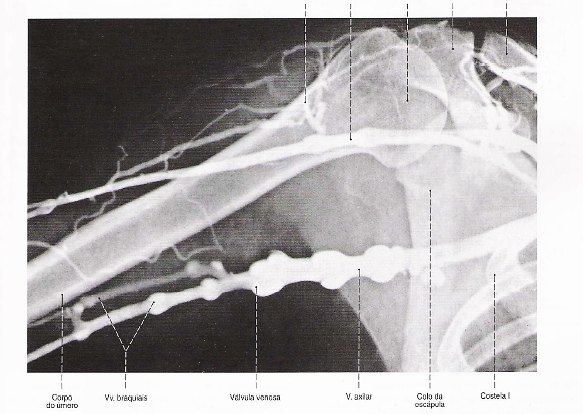 Corpo
do úmero
Vv. braquiais
Válvula venosa
V. axilar
Colo da
escápula
Costela I